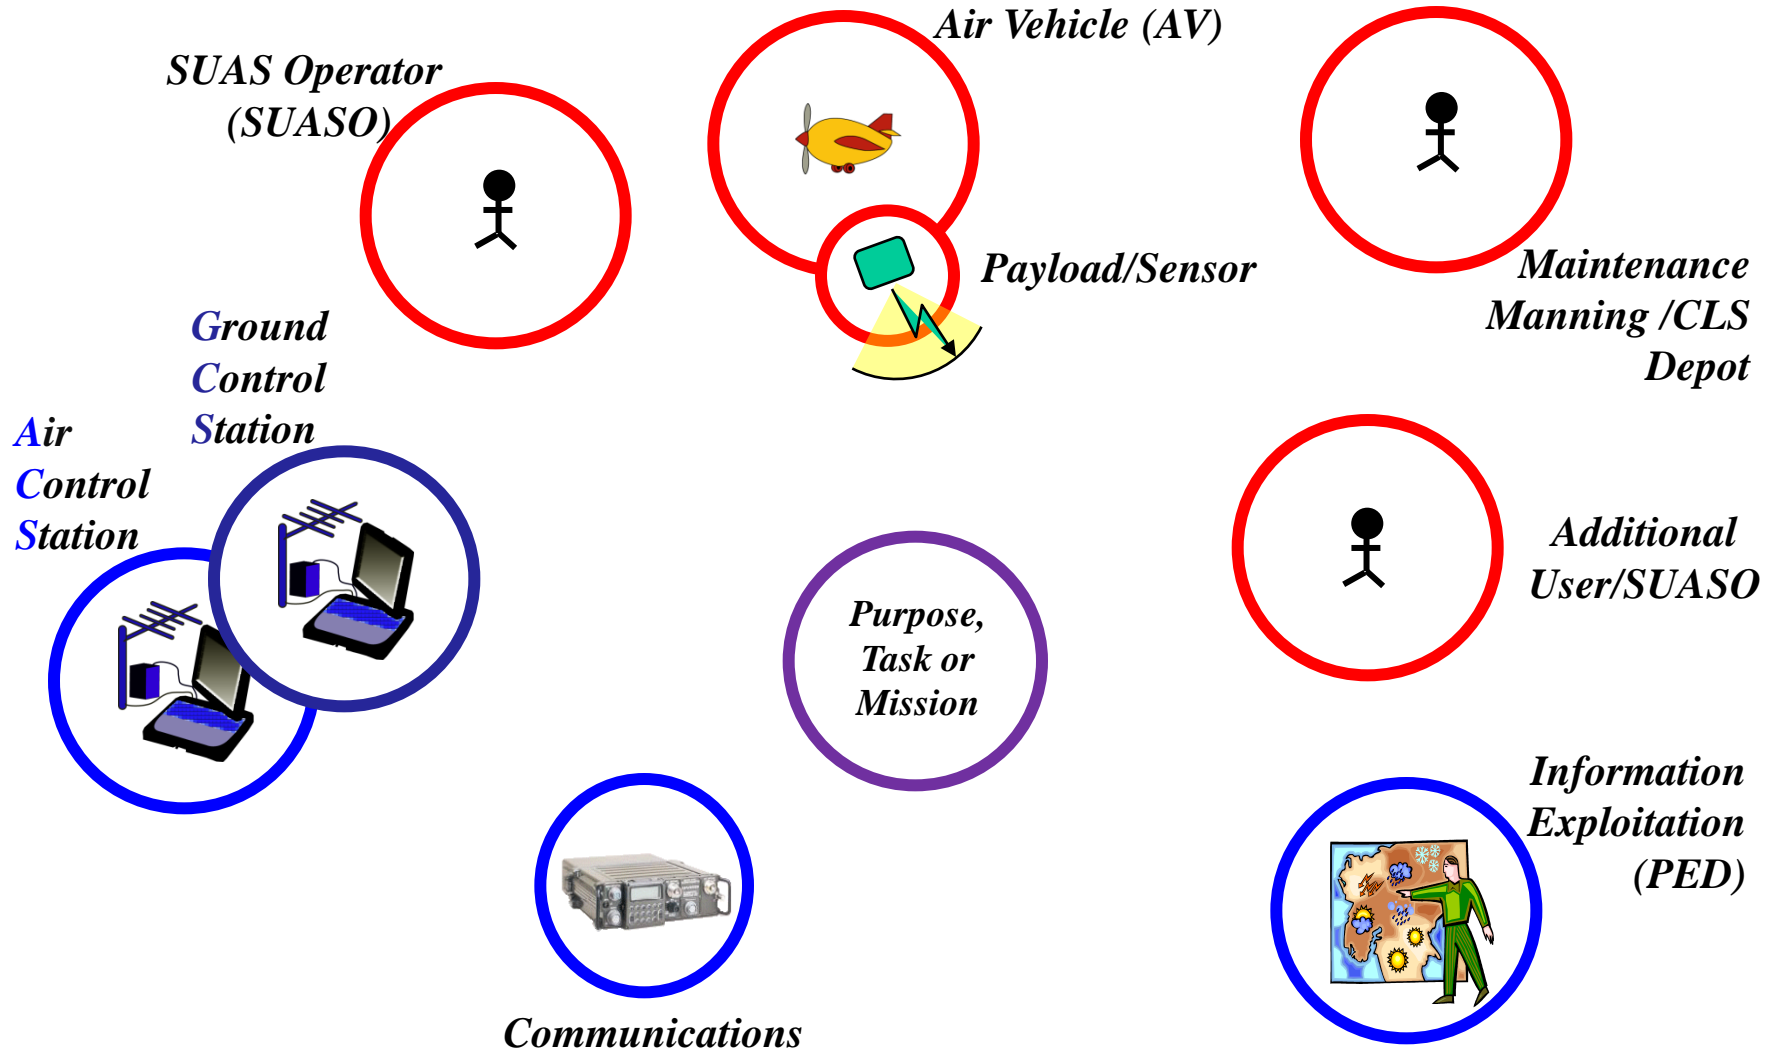 Air Vehicle (AV)
SUAS Operator
(SUASO)
Payload/Sensor
Maintenance
Manning /CLS
Depot
Ground
Control
Station
Air
Control
Station
Additional
User/SUASO
Purpose,
Task or
Mission
Information
Exploitation
(PED)
Communications